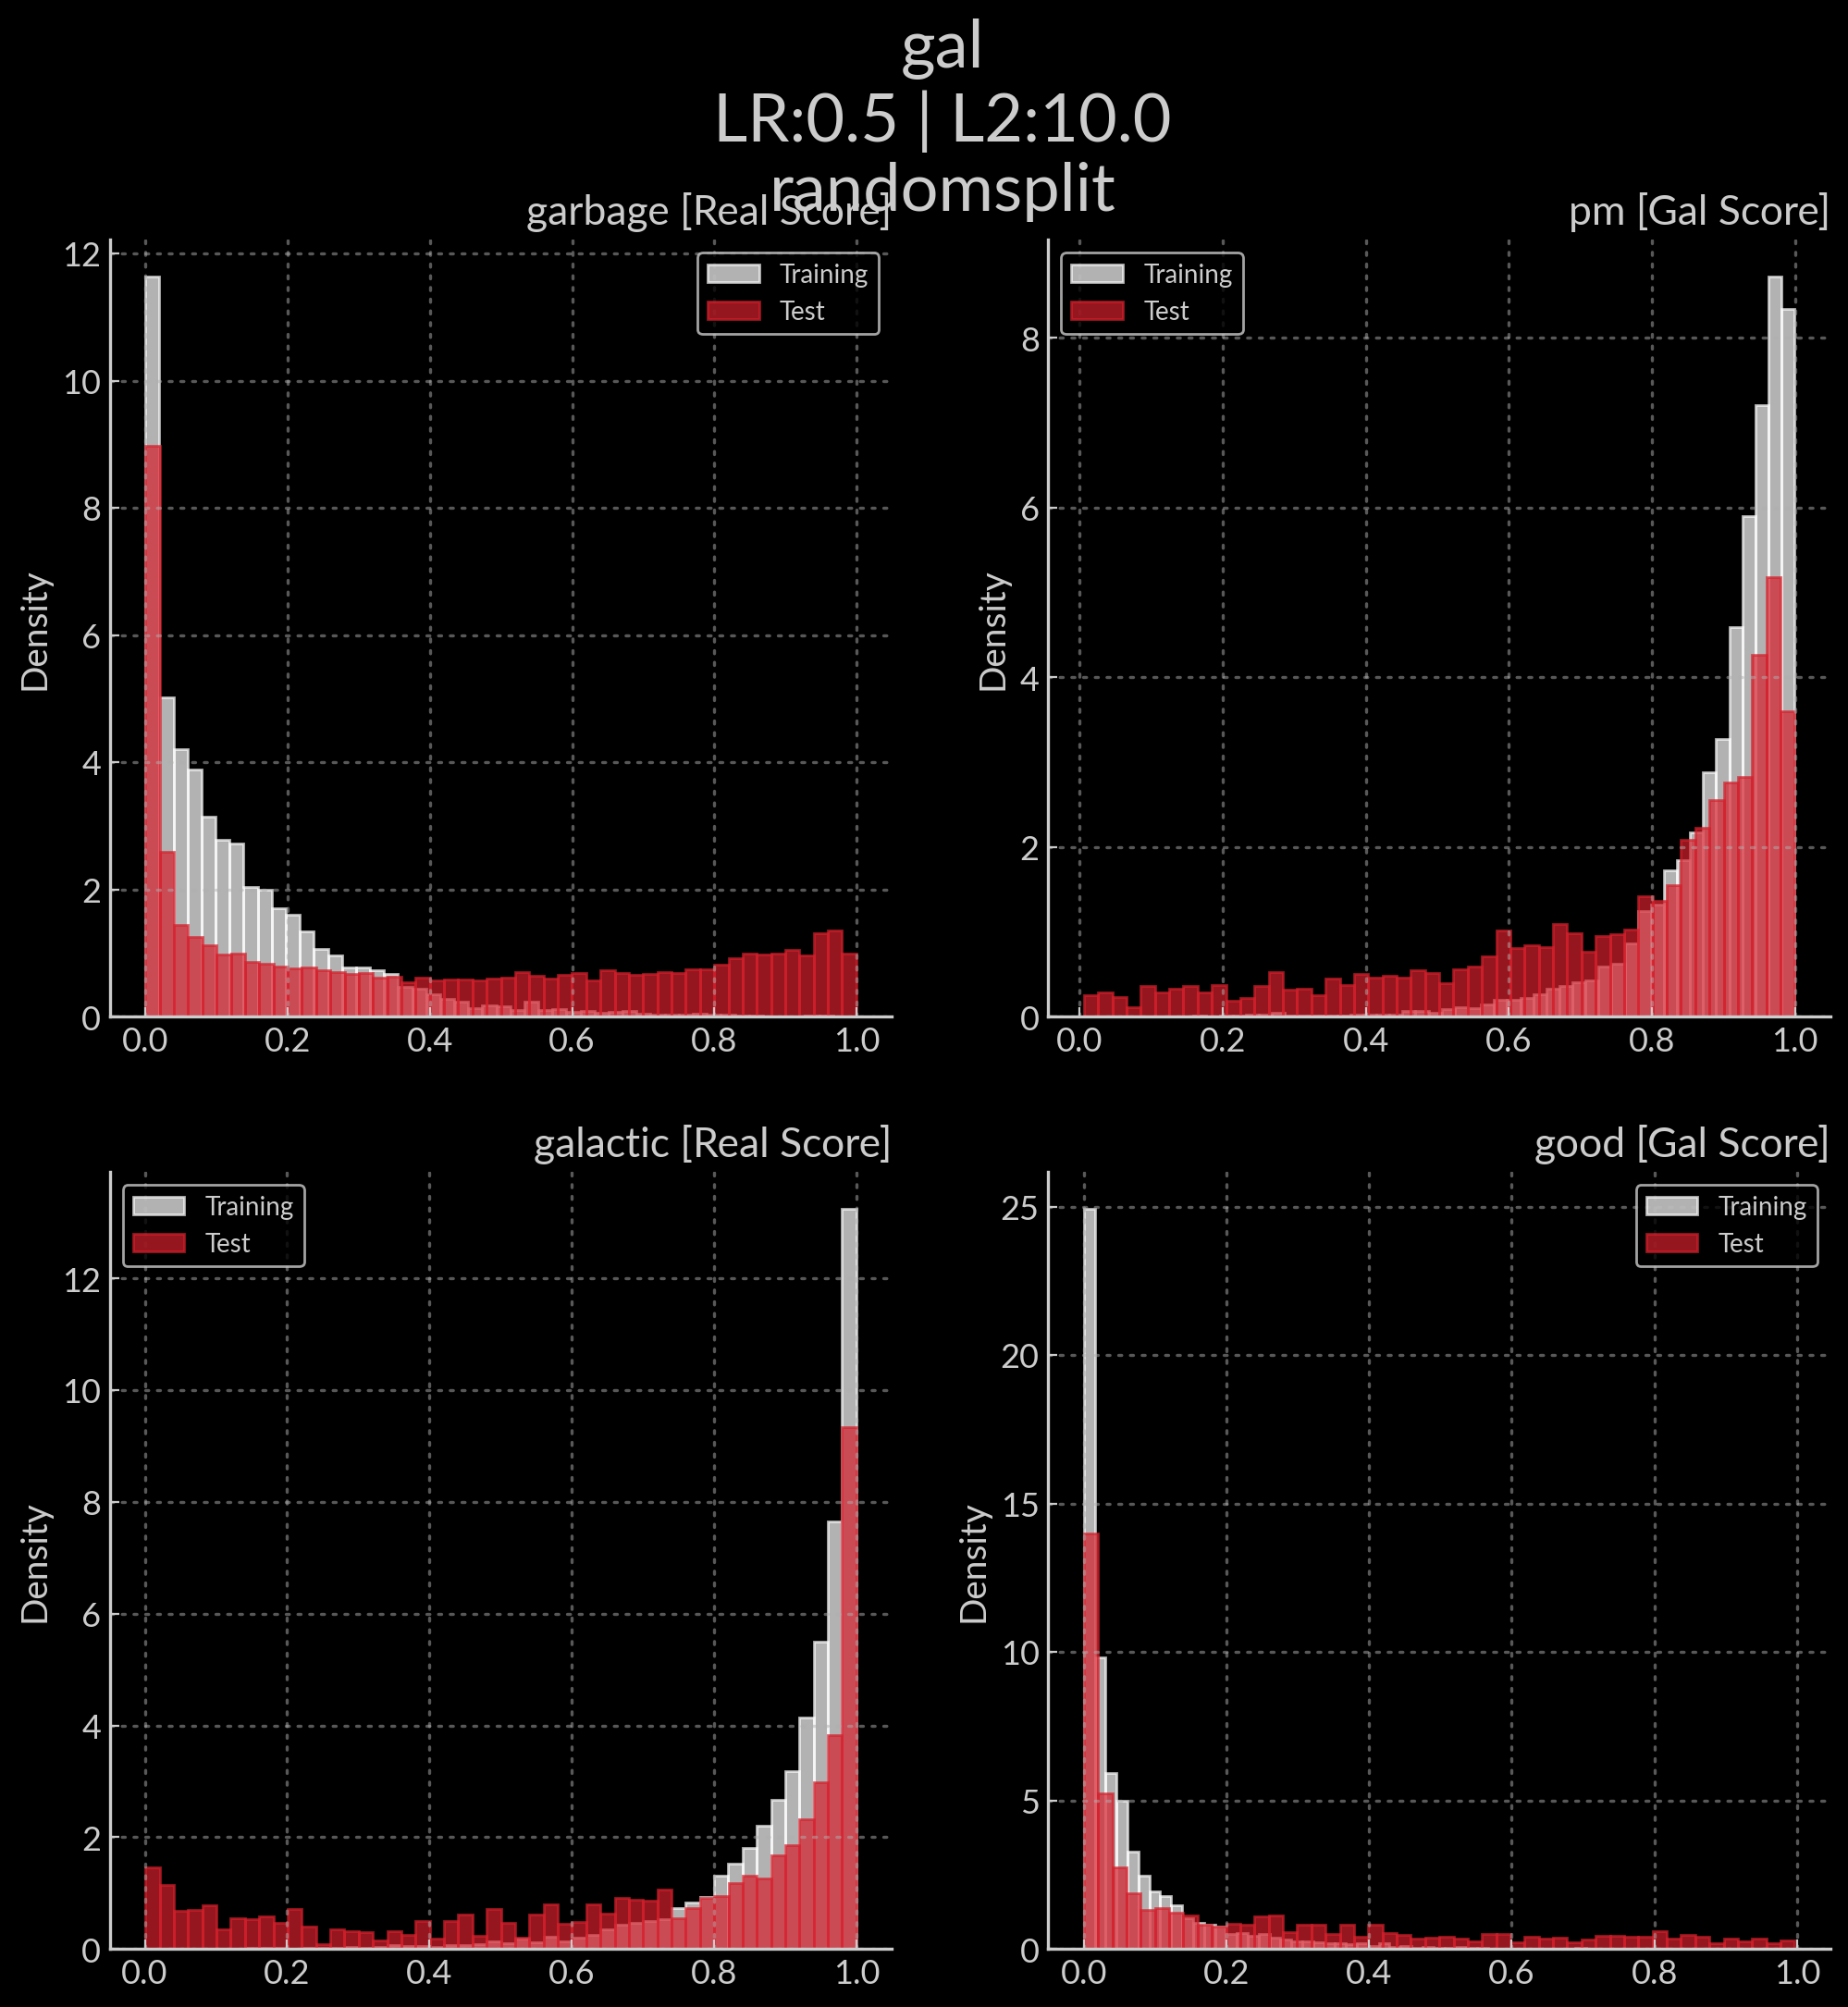 gal
LR:0.5 | L2:10.0
randomsplit
garbage [Real Score]
Training
Test
Density
12
10
8
6
4
2
0
0.0 0.2 0.4 0.6 0.8 1.0
pm [Gal Score]
Training
Test
Density
8
6
4
2
0
0.0 0.2 0.4 0.6 0.8 1.0
galactic [Real Score]
Training
Test
Density
12
10
8
6
4
2
0
0.0 0.2 0.4 0.6 0.8 1.0
good [Gal Score]
Training
Test
Density
25
20
15
10
5
0
0.0 0.2 0.4 0.6 0.8 1.0